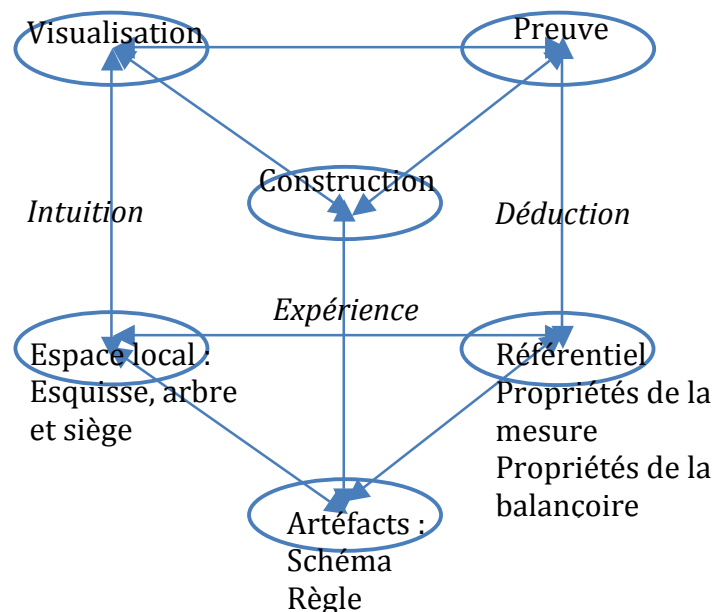 Visualisation
Preuve
Construction
Intuition
Déduction
Expérience
Espace local :
Esquisse, arbre
et siège
Référentiel
Propriétés de la
mesure
Propriétés de la
balançoire
Artéfacts :
Schéma
Règle